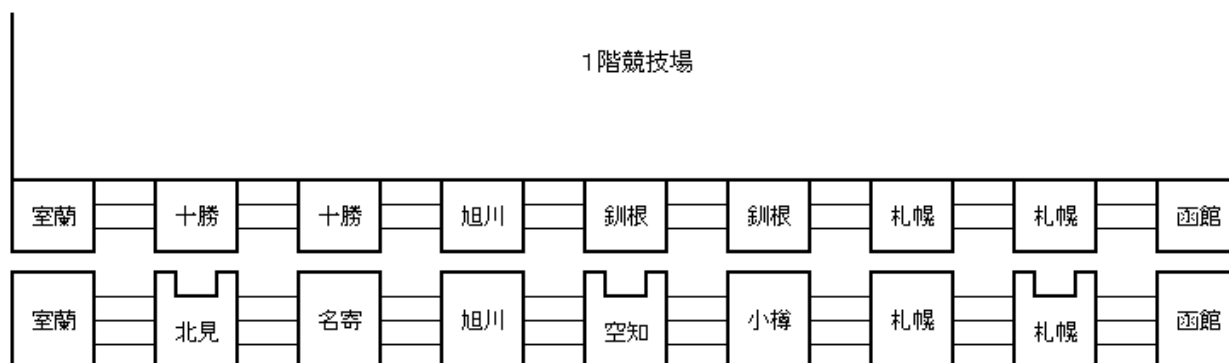 1階競技場
室蘭 十勝 十勝 旭川 釧根 釧根 札幌 札幌 函館
室蘭 北見 名寄 旭川 空知 小樽 札幌 札幌 函館